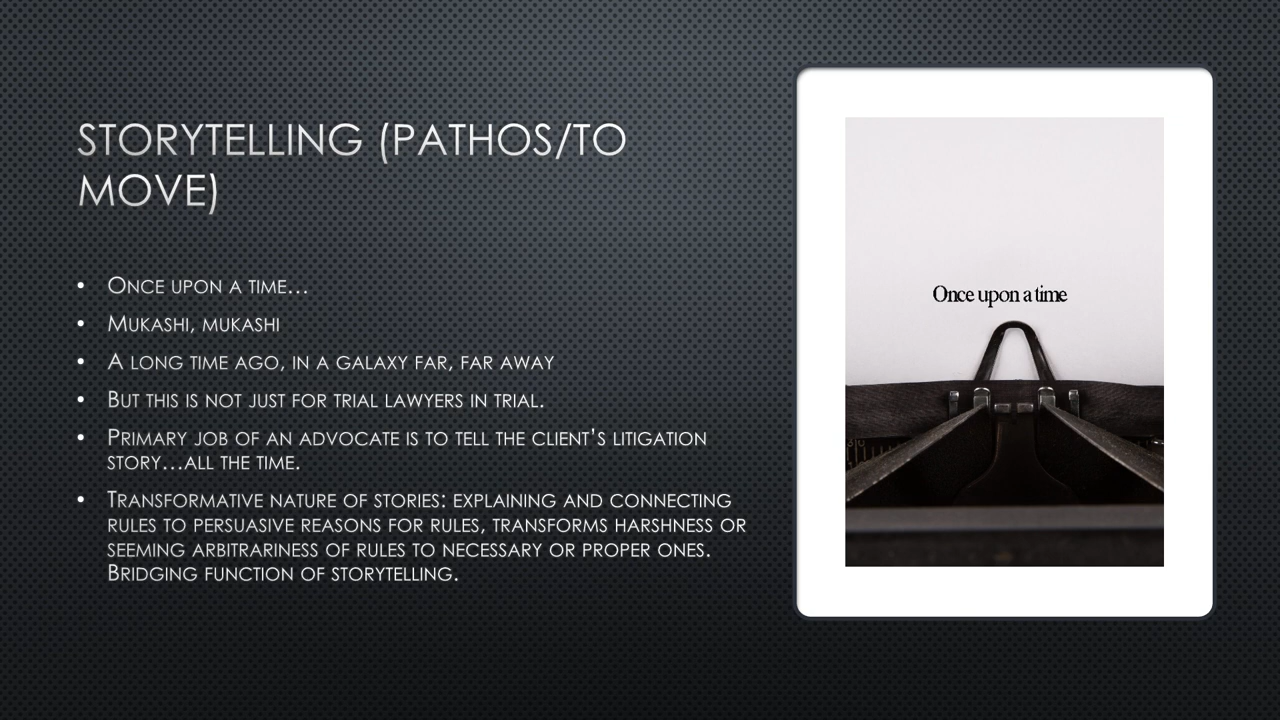 STORYTELLING (PATHOS/TO
MOVE)
• ONCE UPON A TIME…
• MUKASHI, MUKASHI
• A LONG TIME AGO, IN A GALAXY FAR, FAR AWAY
• BUT THIS IS NOT JUST FOR TRIAL LAWYERS IN TRIAL.
• PRIMARY JOB OF AN ADVOCATE IS TO TELL THE CLIENT’S LITIGATION
STORY…ALL THE TIME.
• TRANSFORMATIVE NATURE OF STORIES: EXPLAINING AND CONNECTING
RULES TO PERSUASIVE REASONS FOR RULES, TRANSFORMS HARSHNESS OR
SEEMING ARBITRARINESS OF RULES TO NECESSARY OR PROPER ONES.
BRIDGING FUNCTION OF STORYTELLING.
Once upon a time